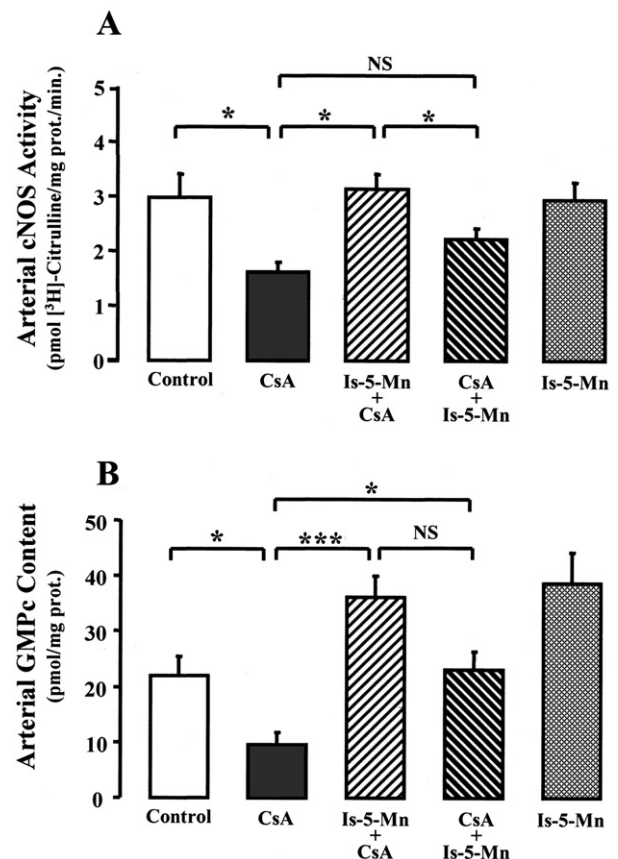 A
NS
* * *
5
4
3
2
1
0
Arterial cNOS Activity
(pmol [³H]-Citrulline/mg prot./min.)
Control CsA Is-5-Mn + CsA CsA + Is-5-Mn Is-5-Mn
B
*
* *** NS
50
40
30
20
10
0
Arterial GMPc Content
(pmol/mg prot.)
Control CsA Is-5-Mn + CsA CsA + Is-5-Mn Is-5-Mn